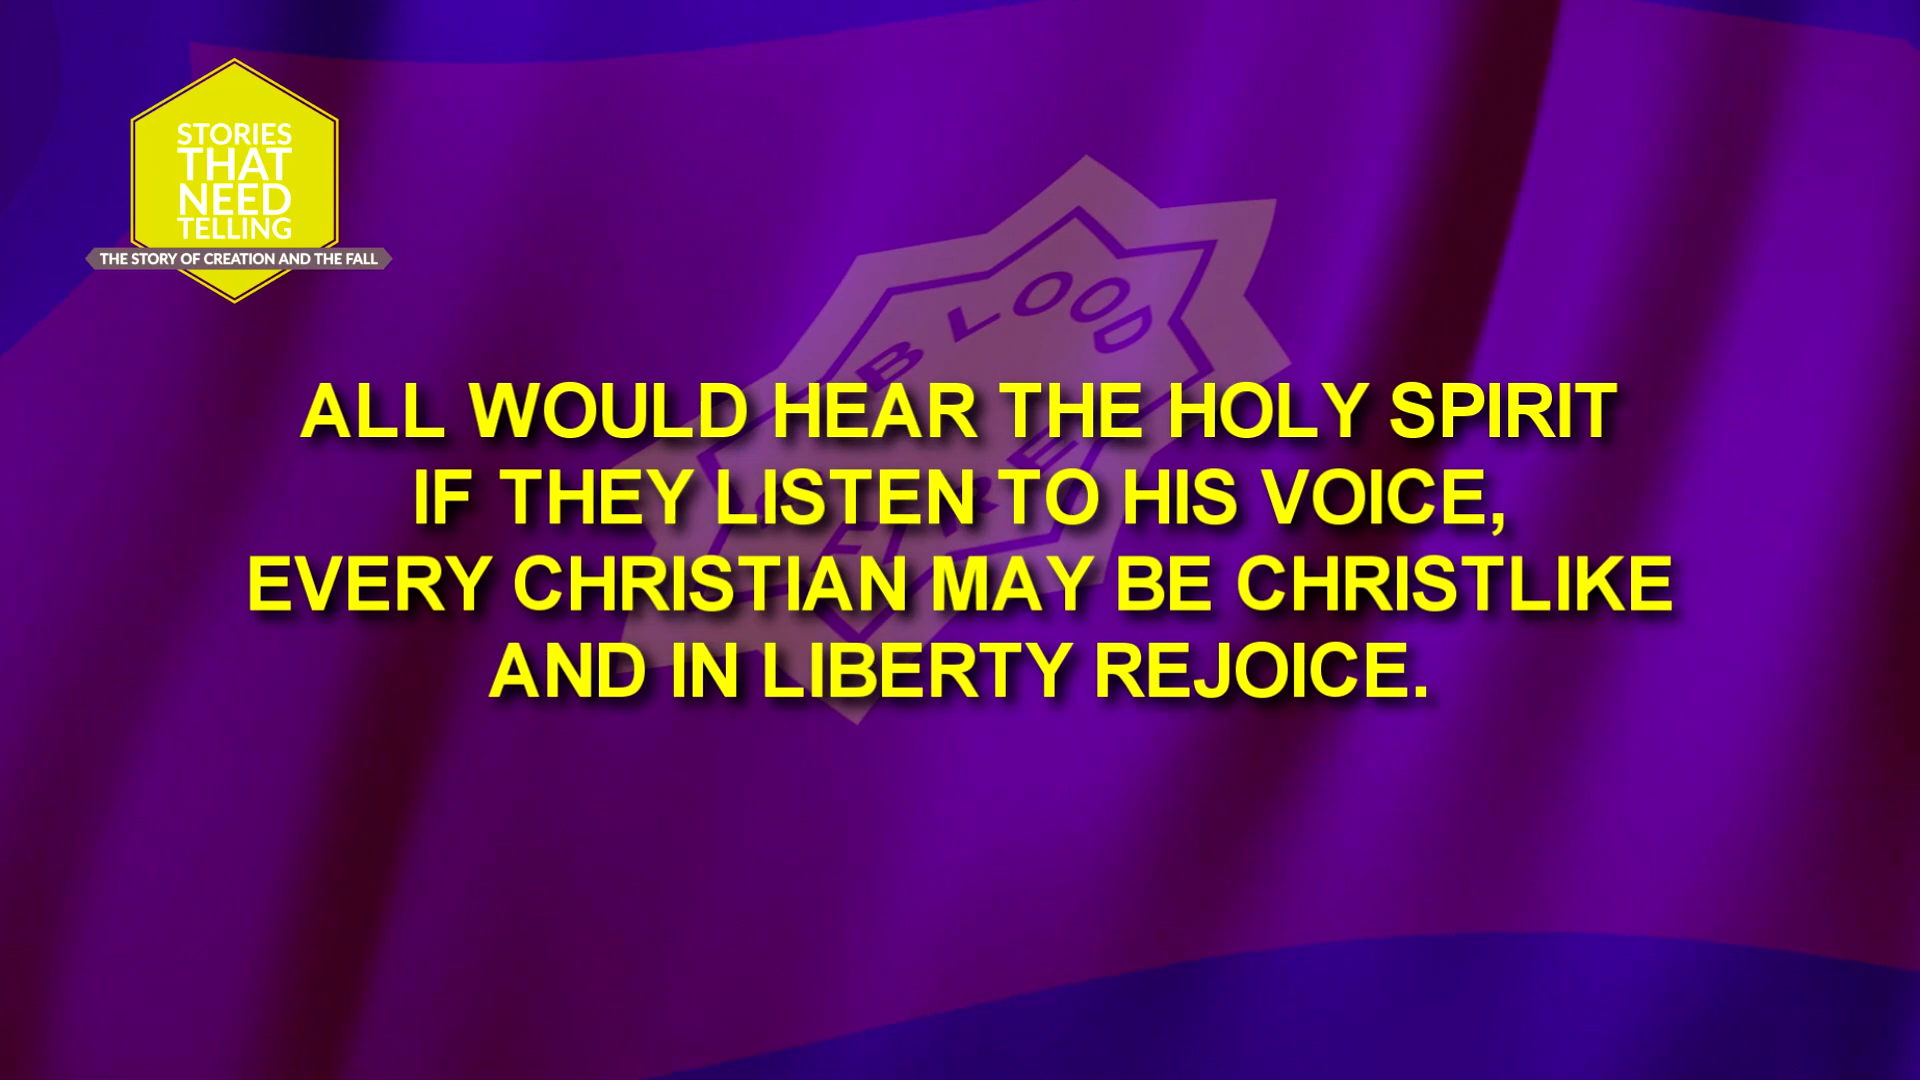 STORIES
THAT
NEED
TELLING
THE STORY OF CREATION AND THE FALL
BLOOD
ALL WOULD HEAR THE HOLY SPIRIT
IF THEY LISTEN TO HIS VOICE,
EVERY CHRISTIAN MAY BE CHRISTLIKE
AND IN LIBERTY REJOICE.